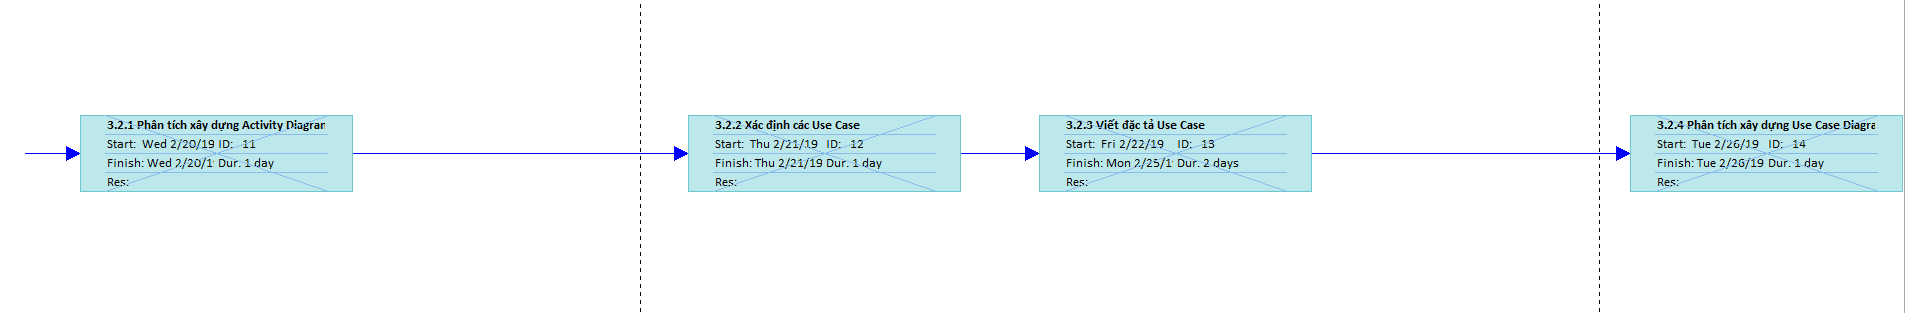 3.2.1 Phân tích xây dựng Activity Diagran
Start: Wed 2/20/19 ID: 11
Finish: Wed 2/20/1 Dur: 1 day
Res:
3.2.2 Xác định các Use Case
Start: Thu 2/21/19 ID: 12
Finish: Thu 2/21/19 Dur: 1 day
Res:
3.2.3 Viết đặc tả Use Case
Start: Fri 2/22/19 ID: 13
Finish: Mon 2/25/1 Dur: 2 days
Res:
3.2.4 Phân tích xây dựng Use Case Diagra
Start: Tue 2/26/19 ID: 14
Finish: Tue 2/26/19 Dur: 1 day
Res: